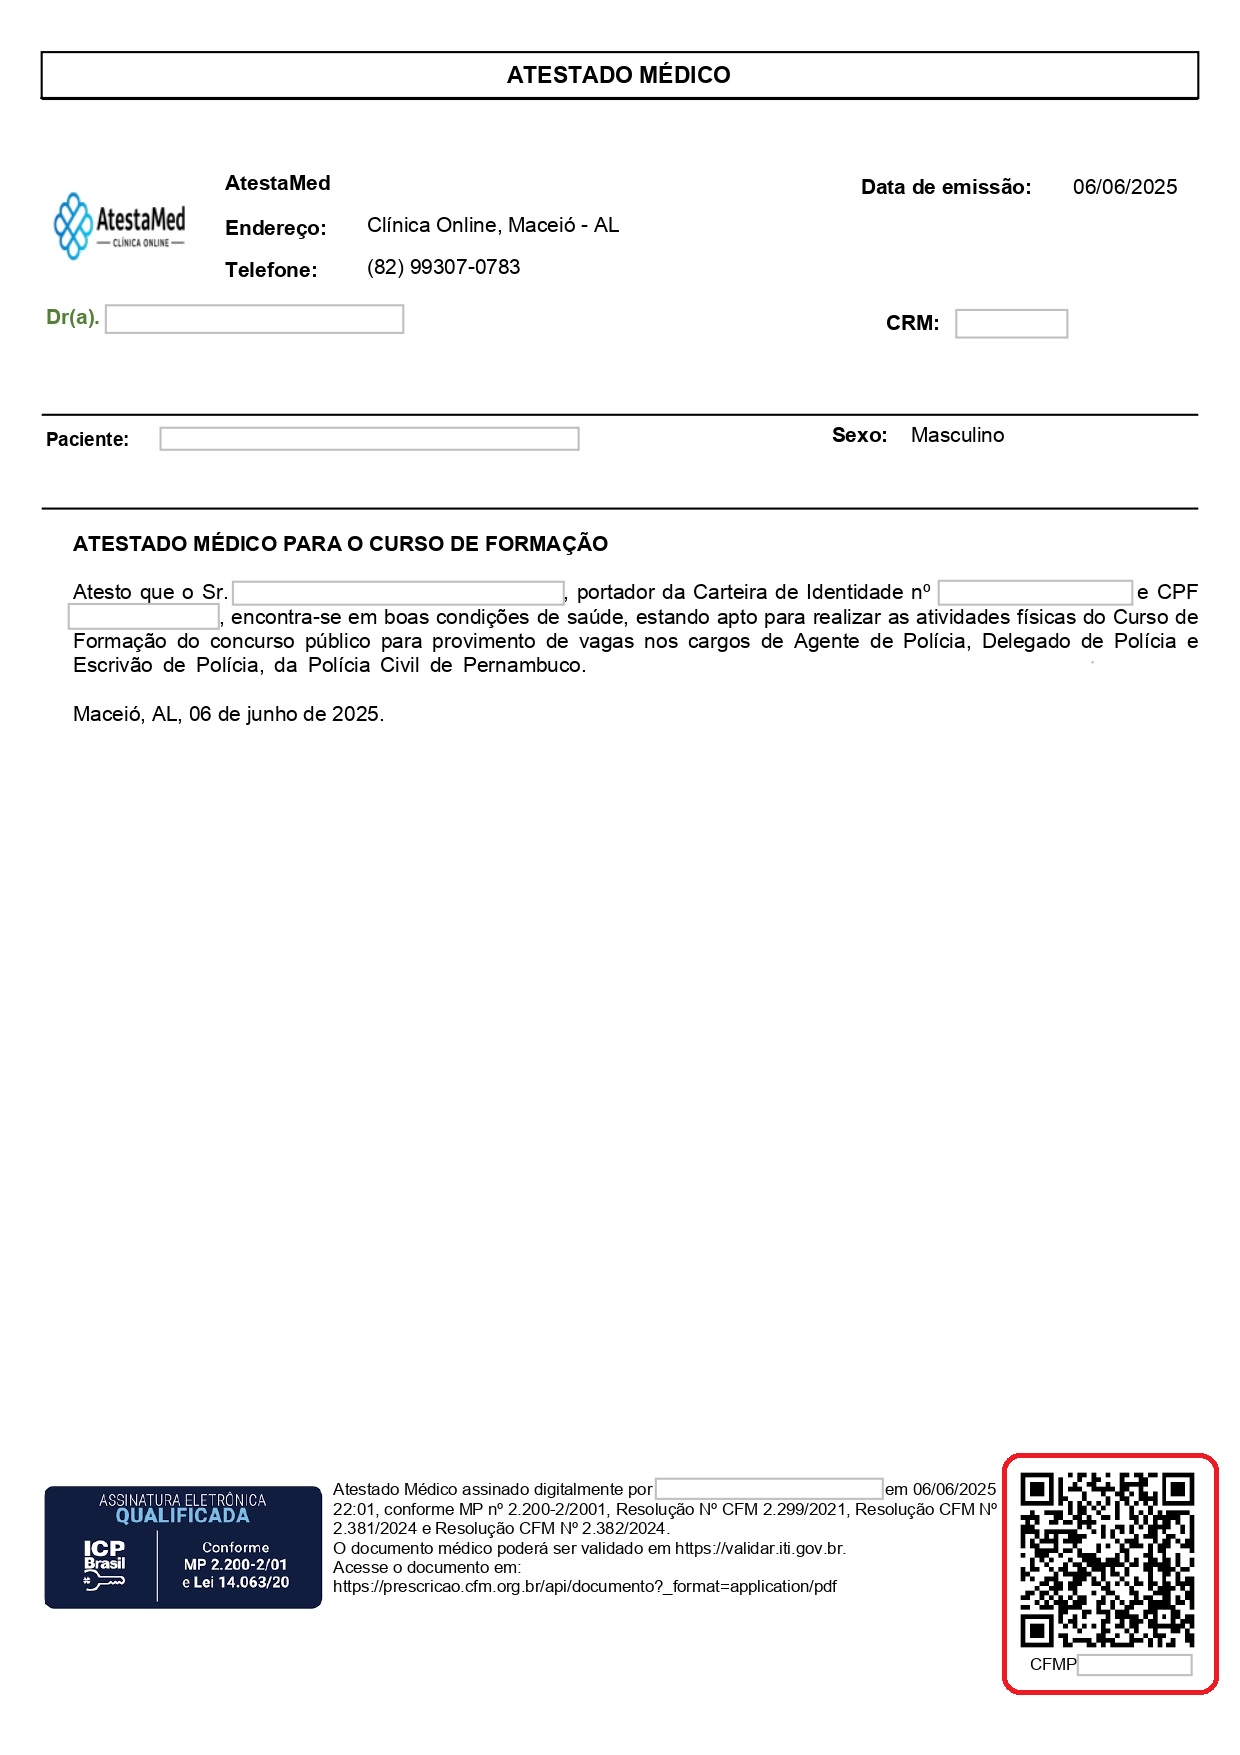 ATESTADO MÉDICO
AtestaMed
CLÍNICA ONLINE
AtestaMed
Data de emissão: 06/06/2025
Endereço: Clínica Online, Maceió - AL
Telefone: (82) 99307-0783
Dr(a).
CRM:
Paciente:
Sexo: Masculino
ATESTADO MÉDICO PARA O CURSO DE FORMAÇÃO
Atesto que o Sr. , portador da Carteira de Identidade nº e CPF
, encontra-se em boas condições de saúde, estando apto para realizar as atividades físicas do Curso de
Formação do concurso público para provimento de vagas nos cargos de Agente de Polícia, Delegado de Polícia e
Escrivão de Polícia, da Polícia Civil de Pernambuco.
Maceió, AL, 06 de junho de 2025.
ASSINATURA ELETRÔNICA
QUALIFICADA
ICP
Brasil
Conforme
MP 2.200-2/01
e Lei 14.063/20
Atestado Médico assinado digitalmente por em 06/06/2025
22:01, conforme MP nº 2.200-2/2001, Resolução Nº CFM 2.299/2021, Resolução CFM Nº
2.381/2024 e Resolução CFM Nº 2.382/2024.
O documento médico poderá ser validado em https://validar.iti.gov.br.
Acesse o documento em:
https://prescricao.cfm.org.br/api/documento?_format=application/pdf
CFMP